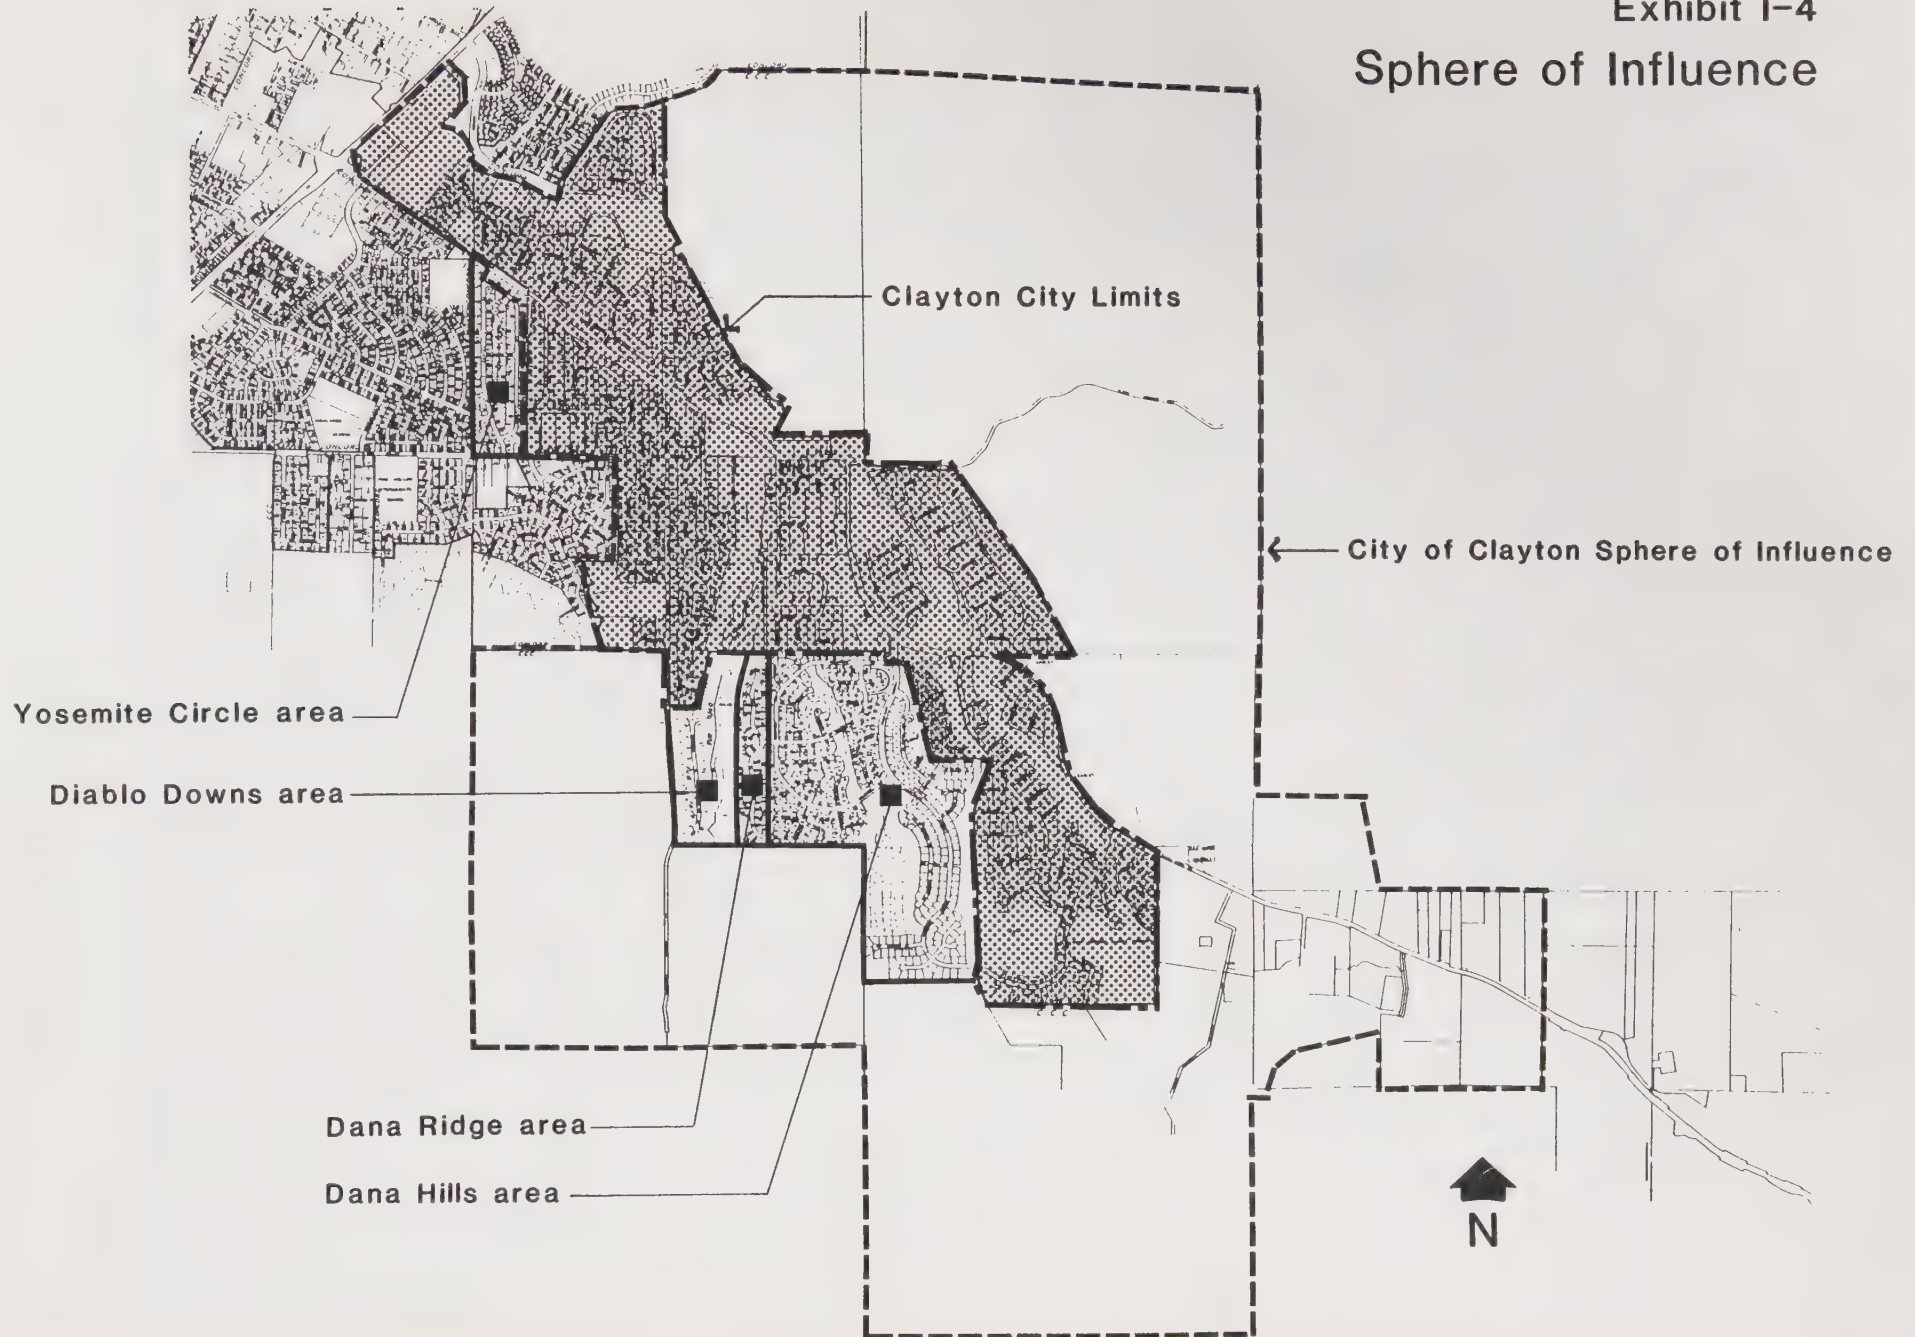 Exhibit I-4
Sphere of Influence
Clayton City Limits
City of Clayton Sphere of Influence
Yosemite Circle area
Diablo Downs area
Dana Ridge area
Dana Hills area
N